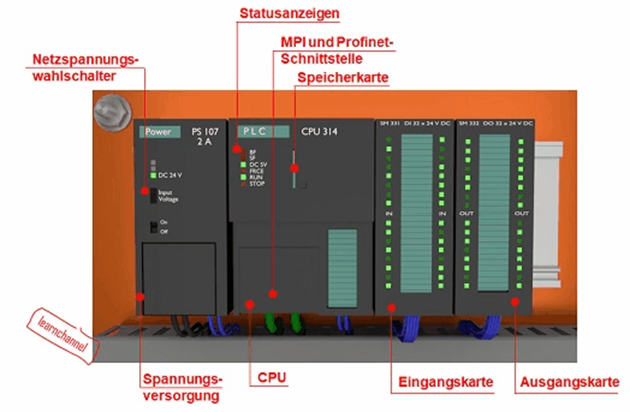 Statusanzeigen
MPI und Profinet-
Schnittstelle
Netzspannungs-
wahlschalter
Speicherkarte
Power
PS 107
2 A
DC 24 V
Input
Voltage
On
Off
PLC
CPU 314
BF
SF
DC 5V
FRCE
RUN
STOP
SM 331 DI 32 x 24 V DC
IN
IN
SM 332 DO 32 x 24 V DC
OUT
OUT
learnchannel
Spannungs-
versorgung
CPU
Eingangskarte
Ausgangskarte